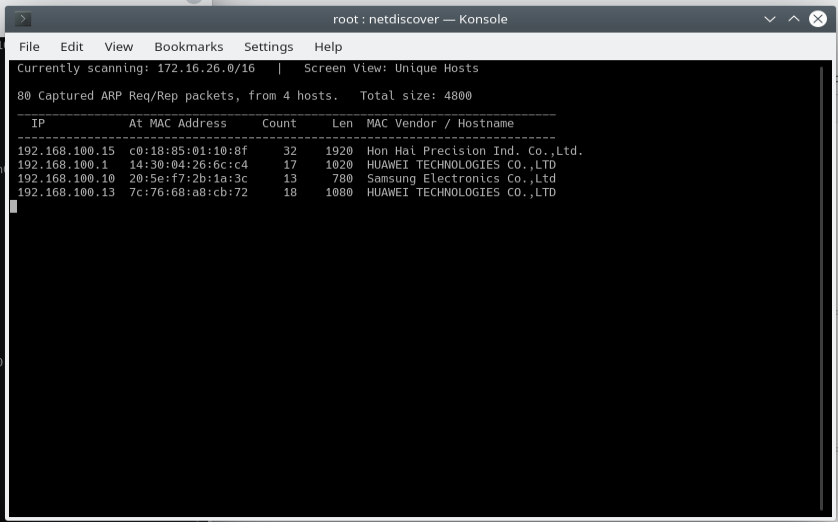 root : netdiscover — Konsole
File Edit View Bookmarks Settings Help
Currently scanning: 172.16.26.0/16 | Screen View: Unique Hosts
80 Captured ARP Req/Rep packets, from 4 hosts. Total size: 4800
IP At MAC Address Count Len MAC Vendor / Hostname
192.168.100.15 c0:18:85:01:10:8f 32 1920 Hon Hai Precision Ind. Co.,Ltd.
192.168.100.1 14:30:04:26:6c:c4 17 1020 HUAWEI TECHNOLOGIES CO.,LTD
192.168.100.10 20:5e:f7:2b:1a:3c 13 780 Samsung Electronics Co.,Ltd
192.168.100.13 7c:76:68:a8:cb:72 18 1080 HUAWEI TECHNOLOGIES CO.,LTD